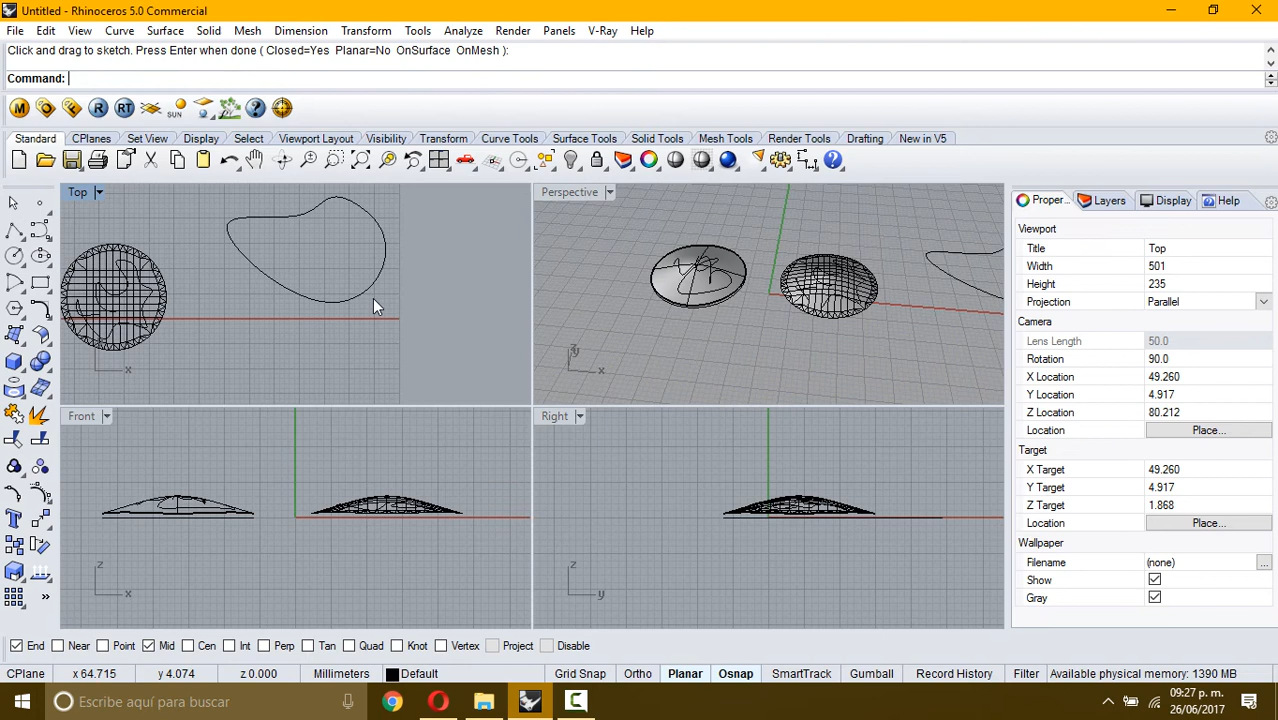 Untitled - Rhinoceros 5.0 Commercial
File Edit View Curve Surface Solid Mesh Dimension Transform Tools Analyze Render Panels V-Ray Help
Click and drag to sketch. Press Enter when done ( Closed=Yes Planar=No OnSurface OnMesh ):
Command:
M O F R RT SUN ?
Standard CPlanes Set View Display Select Viewport Layout Visibility Transform Curve Tools Surface Tools Solid Tools Mesh Tools Render Tools Drafting New in V5
Top Perspective
Proper... Layers Display Help
Viewport
Title Top
Width 501
Height 235
Projection Parallel
Camera
Lens Length 50.0
Rotation 90.0
X Location 49.260
Y Location 4.917
Z Location 80.212
Location Place...
Target
X Target 49.260
Y Target 4.917
Z Target 1.868
Location Place...
Wallpaper
Filename (none) ...
Show
Gray
x
z y x
Front Right
z x
z y
End Near Point Mid Cen Int Perp Tan Quad Knot Vertex Project Disable
CPlane x 64.715 y 4.074 z 0.000 Millimeters Default Grid Snap Ortho Planar Osnap SmartTrack Gumball Record History Filter Available physical memory: 1390 MB
Escribe aquí para buscar
09:27 p. m.
26/06/2017